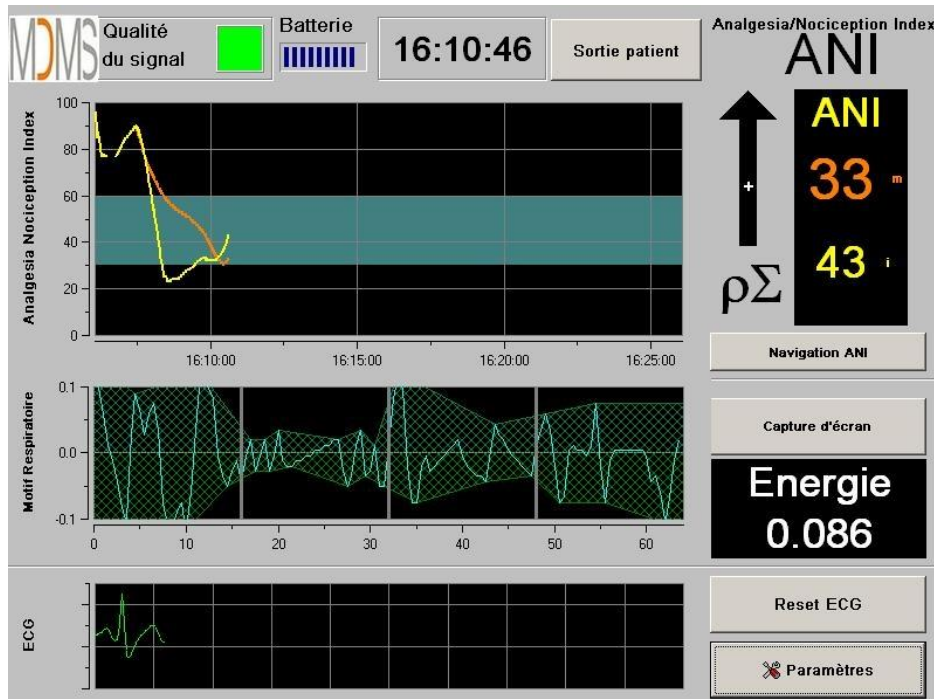 MDMS
Qualité
du signal
Batterie
16:10:46
Sortie patient
Analgesia/Nociception Index
ANI
Analgesia Nociception Index
100
80
60
40
20
0
16:10:00
16:15:00
16:20:00
16:25:00
+
ρΣ
ANI
33 m
43 i
Navigation ANI
Motif Respiratoire
0.1
0.0
-0.1
0
10
20
30
40
50
60
Capture d'écran
Energie
0.086
ECG
Reset ECG
Paramètres